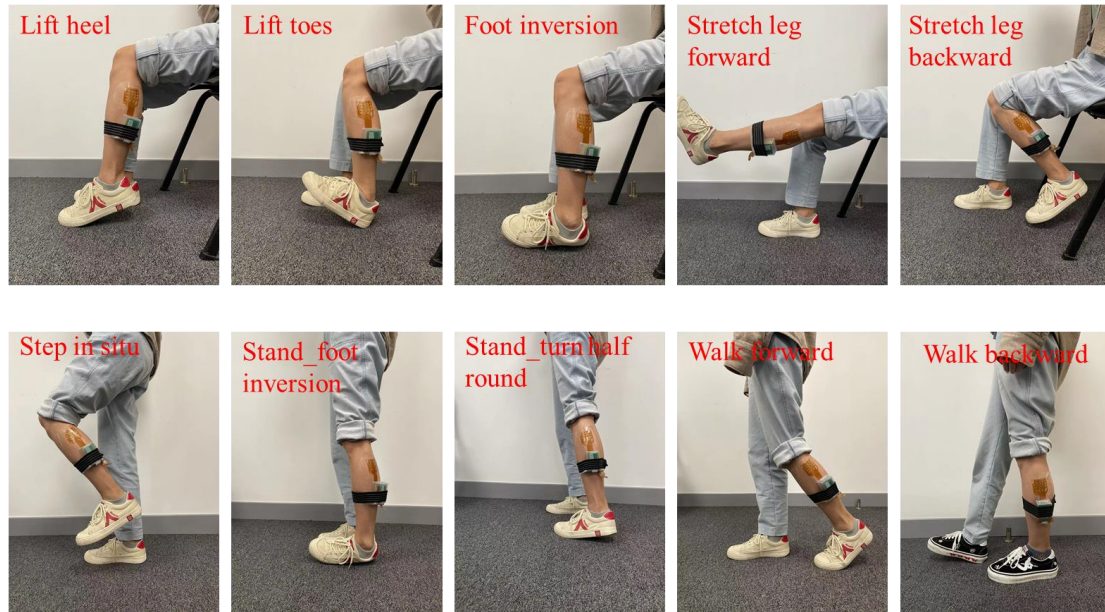 Lift heel
Lift toes
Foot inversion
Stretch leg
forward
Stretch leg
backward
Step in situ
Stand_foot
inversion
Stand_turn half
round
Walk forward
Walk backward